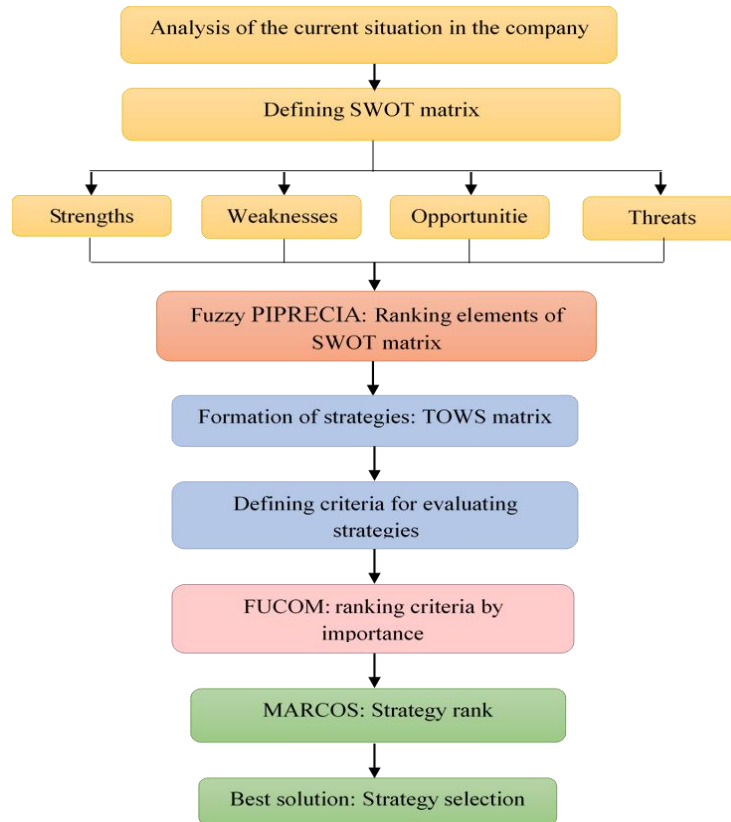 Analysis of the current situation in the company
Defining SWOT matrix
Strengths
Weaknesses
Opportunitie
Threats
Fuzzy PIPRECIA: Ranking elements of
SWOT matrix
Formation of strategies: TOWS matrix
Defining criteria for evaluating
strategies
FUCOM: ranking criteria by
importance
MARCOS: Strategy rank
Best solution: Strategy selection